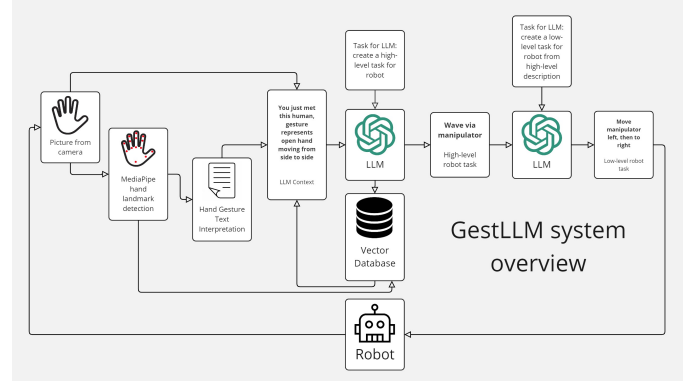 Task for LLM:
create a high-
level task for
robot
Task for LLM:
create a low-
level task for
robot from
high-level
description
Picture from
camera
MediaPipe
hand
landmark
detection
Hand Gesture
Text
Interpretation
You just met
this human,
gesture
represents
open hand
moving from
side to side
LLM Context
LLM
Wave via
manipulator
High-level
robot task
LLM
Move
manipulator
left, then to
right
Low-level robot
task
Vector
Database
GestLLM system
overview
Robot